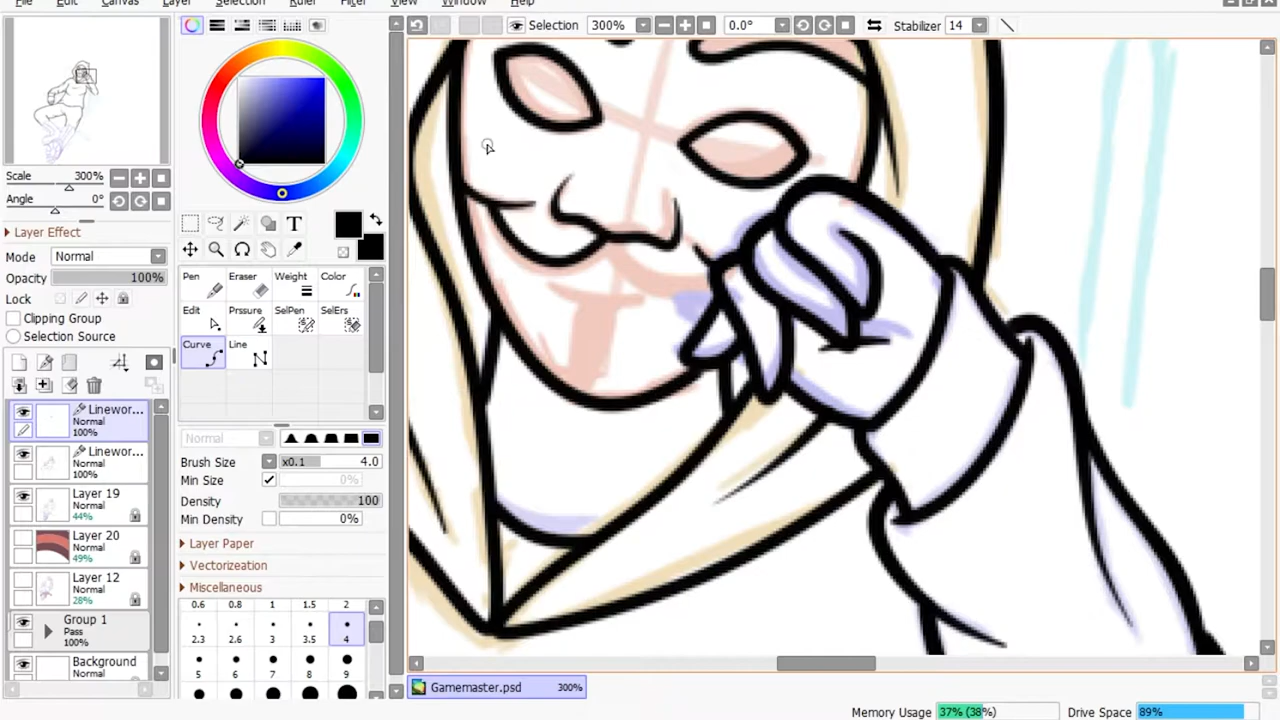 File Edit Canvas Layer Selection Ruler Filter View Window Help
Selection 300% 0.0° Stabilizer 14
Scale 300%
Angle 0°
Layer Effect
Mode Normal
Opacity 100%
Lock
Clipping Group
Selection Source
Linewor...
Normal
100%
Linewor...
Normal
100%
Layer 19
Normal
44%
Layer 20
Normal
49%
Layer 12
Normal
28%
Group 1
Pass
100%
Background
Normal
T
Pen Eraser Weight Color
Edit Prssure SelPen SelErs
Curve Line
Normal
Brush Size x0.1 4.0
Min Size 0%
Density 100
Min Density 0%
Layer Paper
Vectorization
Miscellaneous
0.6 0.8 1 1.5 2
2.3 2.6 3 3.5 4
5 6 7 8 9
Gamemaster.psd 300%
Memory Usage 37% (38%) Drive Space 89%